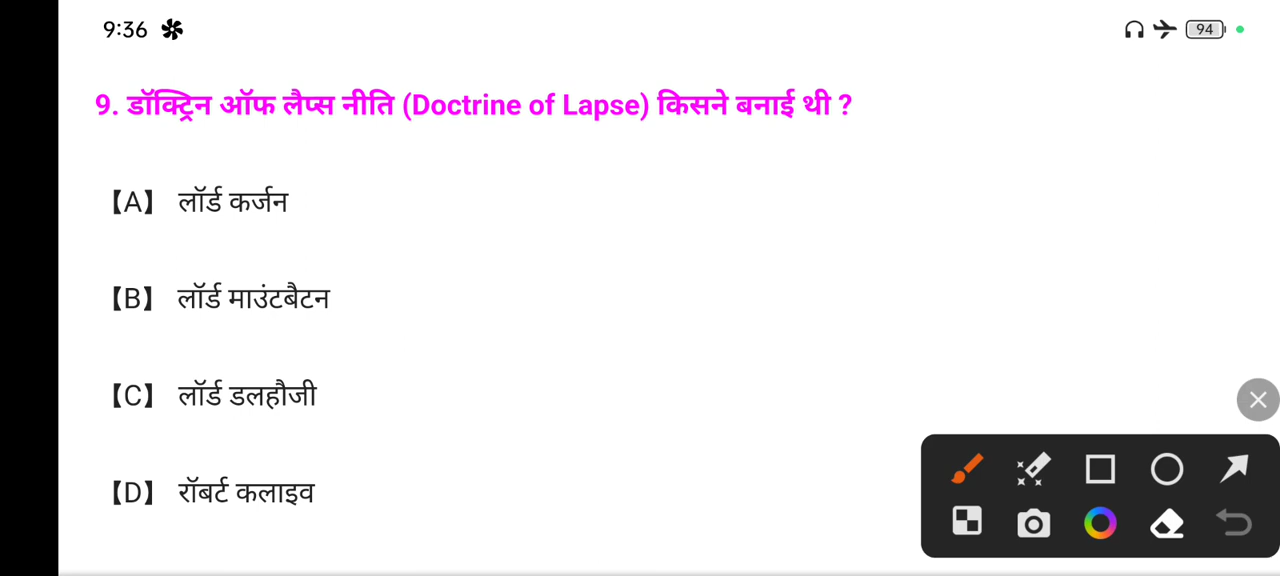 9:36
94
9. डॉक्ट्रिन ऑफ लैप्स नीति (Doctrine of Lapse) किसने बनाई थी ?
【A】 लॉर्ड कर्जन
【B】 लॉर्ड माउंटबैटन
【C】 लॉर्ड डलहौजी
【D】 रॉबर्ट कलाइव